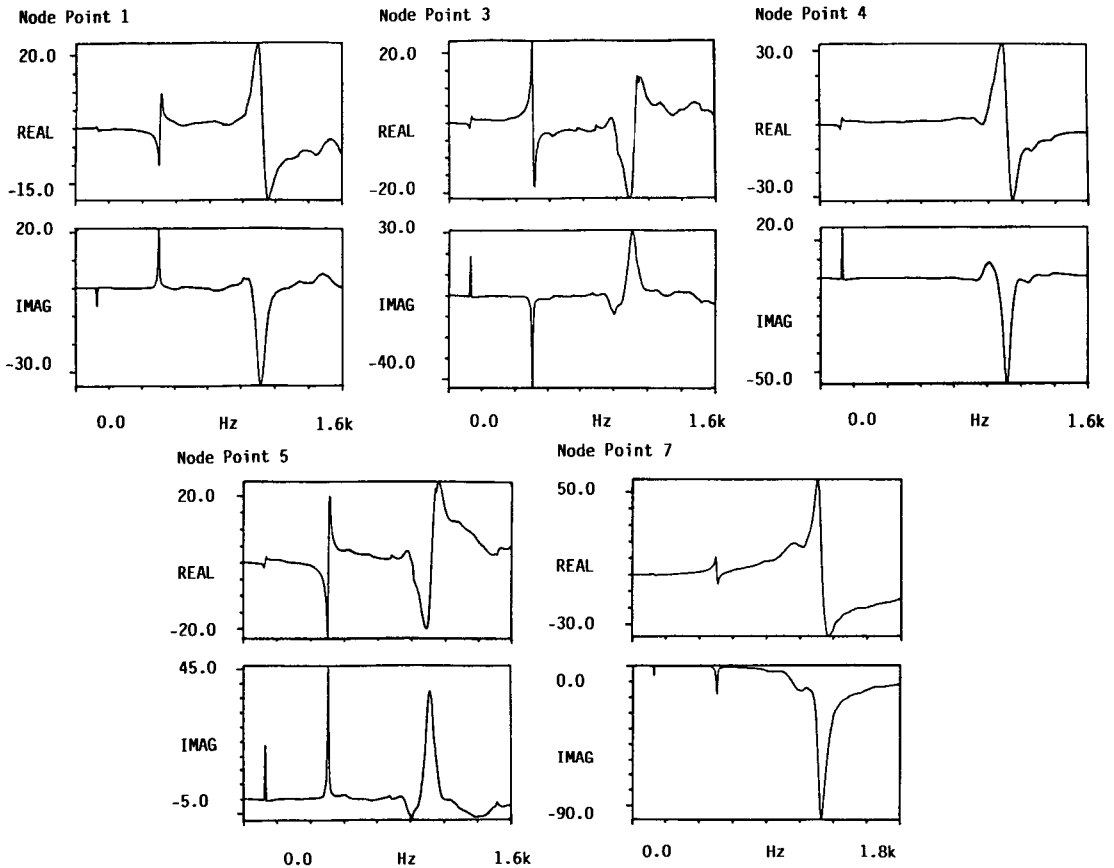 Node Point 1
20.0
REAL
-15.0
20.0
IMAG
-30.0
0.0 Hz 1.6k
Node Point 3
20.0
REAL
-20.0
30.0
IMAG
-40.0
0.0 Hz 1.6k
Node Point 4
30.0
REAL
-30.0
20.0
IMAG
-50.0
0.0 Hz 1.6k
Node Point 5
20.0
REAL
-20.0
45.0
IMAG
-5.0
0.0 Hz 1.6k
Node Point 7
50.0
REAL
-30.0
0.0
IMAG
-90.0
0.0 Hz 1.8k